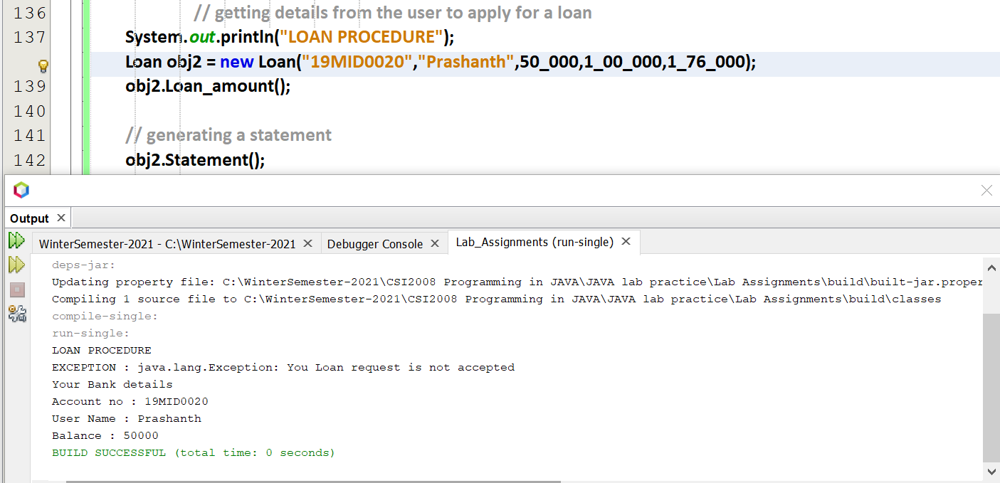 136 // getting details from the user to apply for a loan
137 System.out.println("LOAN PROCEDURE");
Loan obj2 = new Loan("19MID0020","Prashanth",50_000,1_00_000,1_76_000);
139 obj2.Loan_amount();
140
141 // generating a statement
142 obj2.Statement();
Output
WinterSemester-2021 - C:\WinterSemester-2021 Debugger Console Lab_Assignments (run-single)
deps-jar:
Updating property file: C:\WinterSemester-2021\CSI2008 Programming in JAVA\JAVA lab practice\Lab Assignments\build\built-jar.proper
Compiling 1 source file to C:\WinterSemester-2021\CSI2008 Programming in JAVA\JAVA lab practice\Lab Assignments\build\classes
compile-single:
run-single:
LOAN PROCEDURE
EXCEPTION : java.lang.Exception: You Loan request is not accepted
Your Bank details
Account no : 19MID0020
User Name : Prashanth
Balance : 50000
BUILD SUCCESSFUL (total time: 0 seconds)